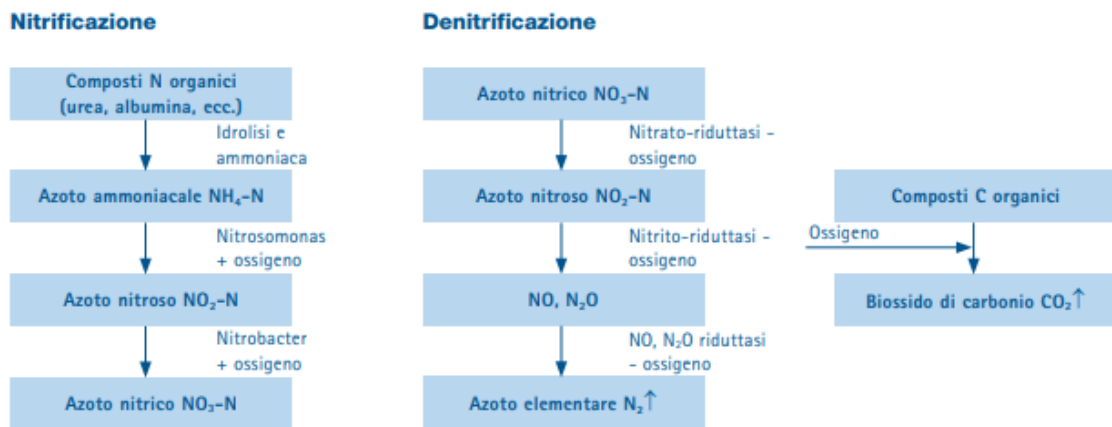 Nitrificazione
Composti N organici
(urea, albumina, ecc.)
Idrolisi e
ammoniaca
Azoto ammoniacale NH₄-N
Nitrosomonas
+ ossigeno
Azoto nitroso NO₂-N
Nitrobacter
+ ossigeno
Azoto nitrico NO₃-N
Denitrificazione
Azoto nitrico NO₃-N
Nitrato-riduttasi -
ossigeno
Azoto nitroso NO₂-N
Nitrito-riduttasi -
ossigeno
NO, N₂O
NO, N₂O riduttasi
- ossigeno
Azoto elementare N₂↑
Composti C organici
Ossigeno
Biossido di carbonio CO₂↑